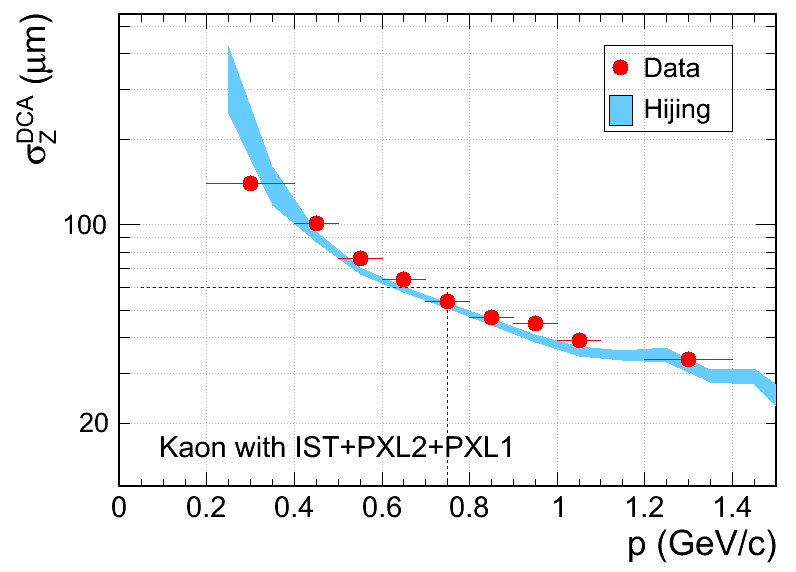 σ_Z^DCA (μm)
Data
Hijing
100
20
Kaon with IST+PXL2+PXL1
0 0.2 0.4 0.6 0.8 1 1.2 1.4
p (GeV/c)